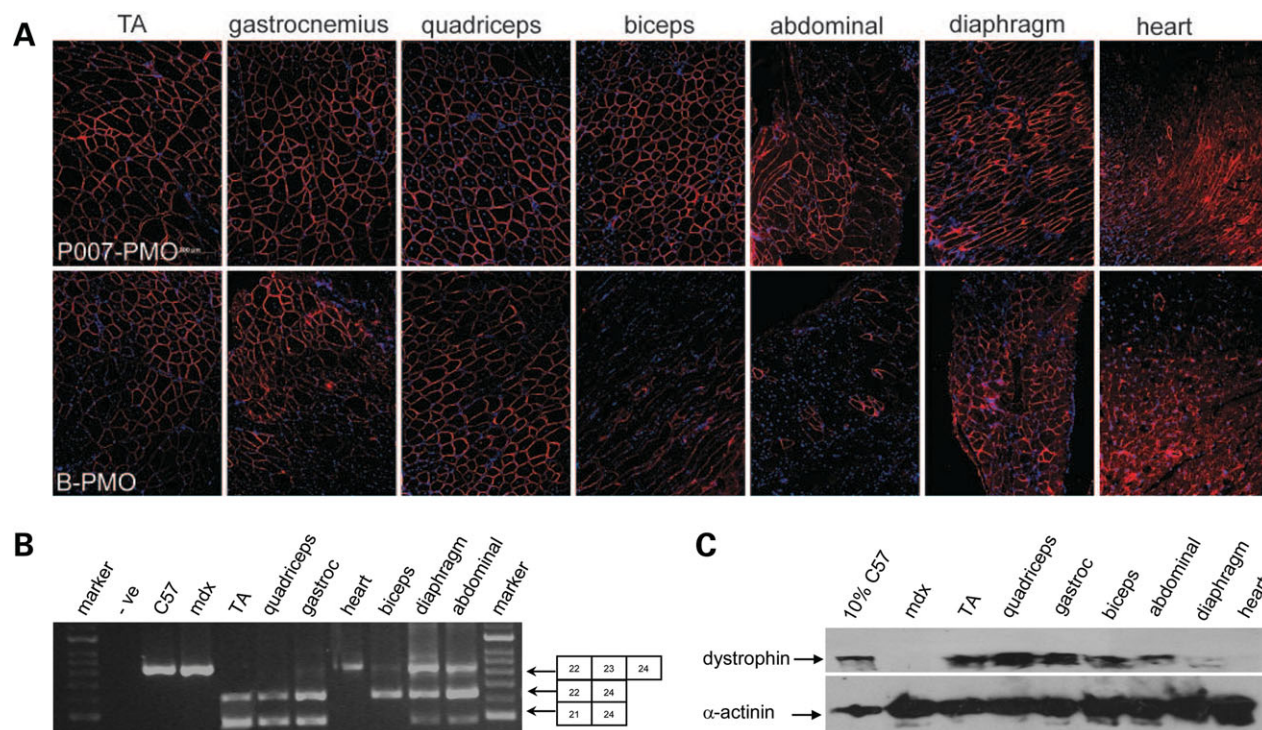 A
TA gastrocnemius quadriceps biceps abdominal diaphragm heart
P007-PMO
B-PMO
B
marker - ve C57 mdx TA quadriceps gastroc heart biceps diaphragm abdominal marker
22 23 24
22 24
21 24
C
10% C57 mdx TA quadriceps gastroc biceps abdominal diaphragm heart
dystrophin
α-actinin